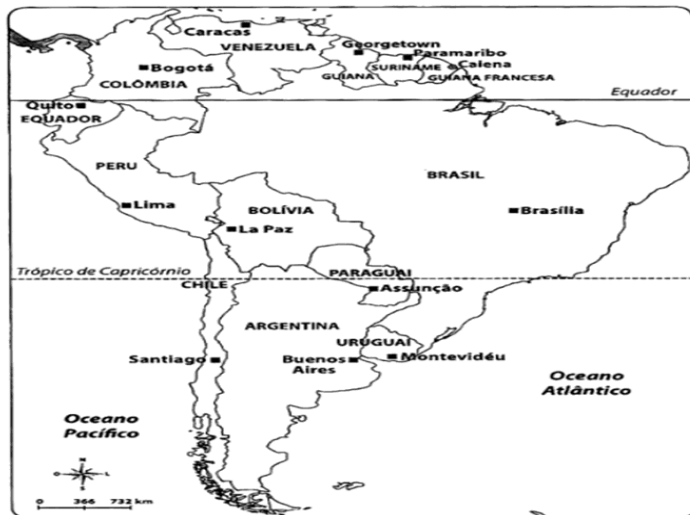 Caracas
VENEZUELA
Georgetown
Paramaribo
SURINAME
Caiena
GUIANA
GUIANA FRANCESA
Bogotá
COLÔMBIA
Equador
Quito
EQUADOR
PERU
BRASIL
Lima
BOLÍVIA
Brasília
La Paz
Trópico de Capricórnio
PARAGUAI
CHILE
Assunção
ARGENTINA
URUGUAI
Santiago
Buenos
Aires
Montevidéu
Oceano
Atlântico
Oceano
Pacífico
N
O
L
S
0 366 732 km